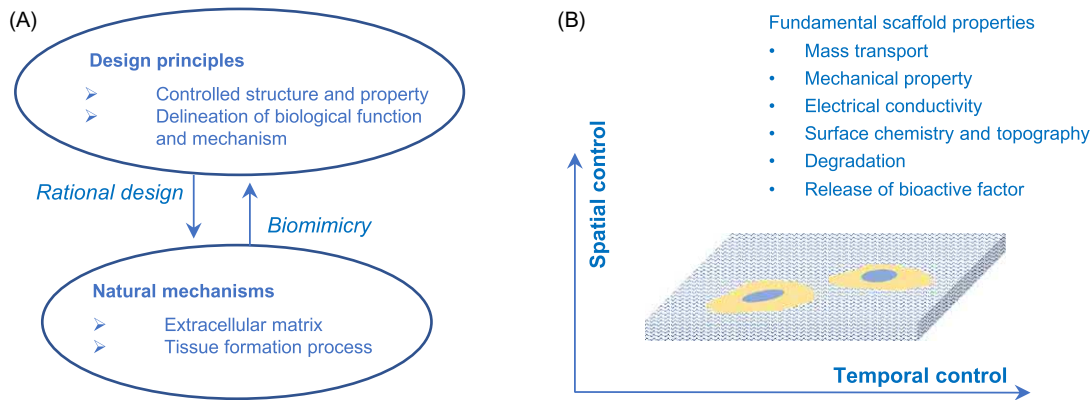 (A)
Design principles
➢ Controlled structure and property
➢ Delineation of biological function
and mechanism
Rational design
Biomimicry
Natural mechanisms
➢ Extracellular matrix
➢ Tissue formation process
(B)
Fundamental scaffold properties
• Mass transport
• Mechanical property
• Electrical conductivity
• Surface chemistry and topography
• Degradation
• Release of bioactive factor
Spatial control
Temporal control